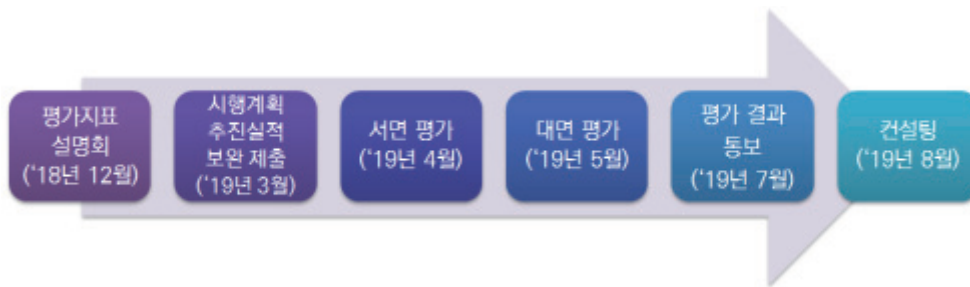 평가지표
설명회
(‘18년 12월)
시행계획
추진실적
보완 제출
(‘19년 3월)
서면 평가
(‘19년 4월)
대면 평가
(‘19년 5월)
평가 결과
통보
(‘19년 7월)
컨설팅
(‘19년 8월)